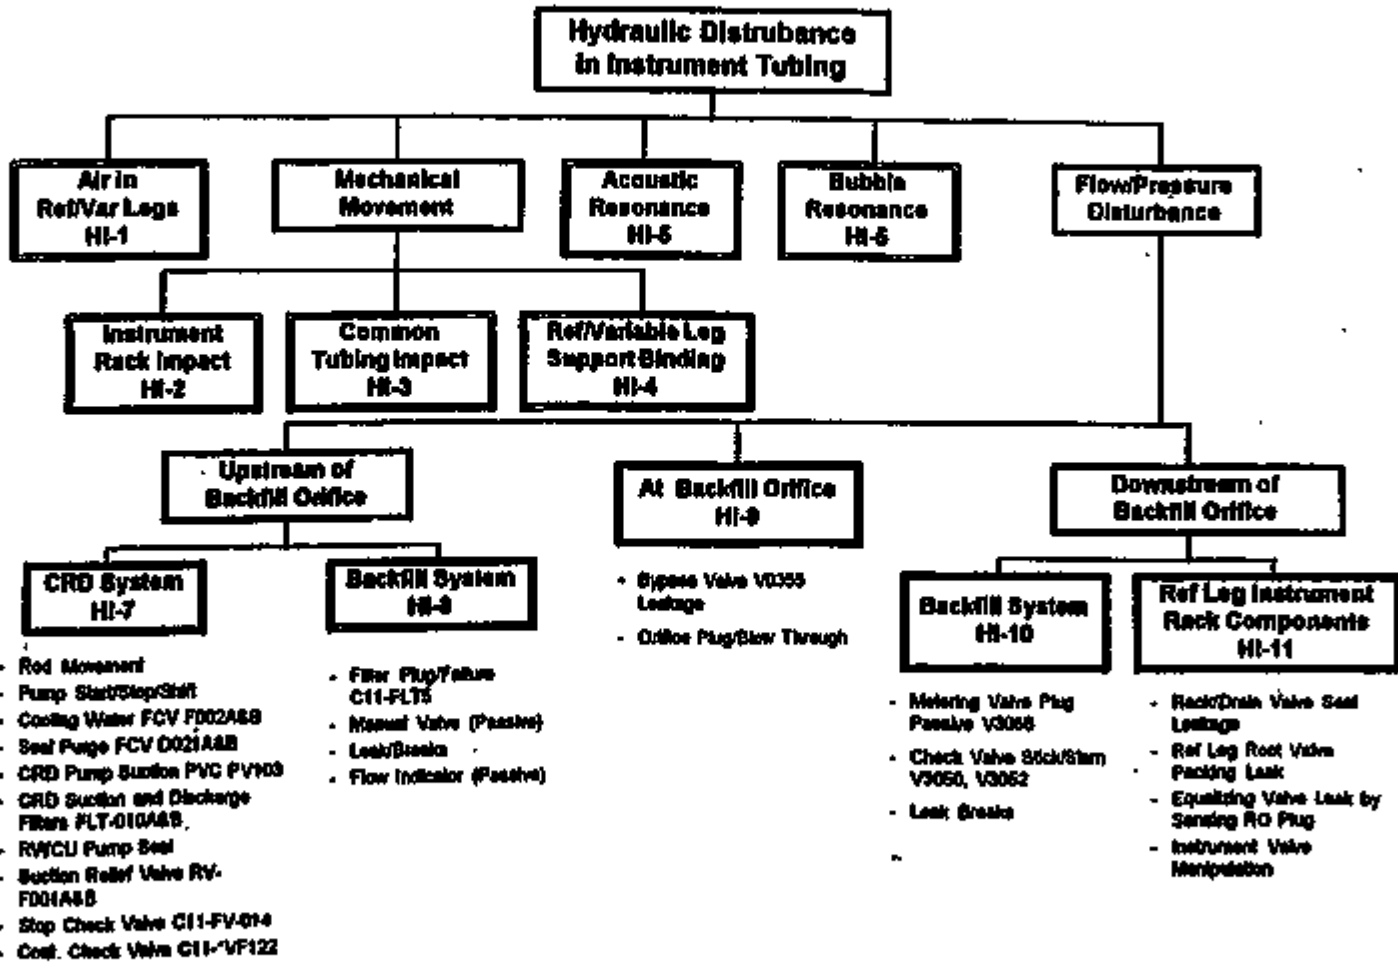 Hydraulic Distrubance
in Instrument Tubing
Air in
Ref/Var Legs
HI-1
Mechanical
Movement
Acoustic
Resonance
HI-5
Bubble
Resonance
HI-6
Flow/Pressure
Disturbance
Instrument
Rack Impact
HI-2
Common
Tubing Impact
HI-3
Ref/Variable Leg
Support Binding
HI-4
Upstream of
Backfill Orifice
At Backfill Orifice
HI-9
Downstream of
Backfill Orifice
CRD System
HI-7
Backfill System
HI-8
Backfill System
HI-10
Ref Leg Instrument
Rack Components
HI-11
- Rod Movement
- Pump Start/Stop/Shift
- Cooling Water FCV F002A&B
- Seal Purge FCV D021A&B
- CRD Pump Suction PVC PV103
- CRD Suction and Discharge
Filters FLT-010A&B
- RWCU Pump Seal
- Suction Relief Valve RV-
F001A&B
- Stop Check Valve C11-FV-014
- Cont. Check Valve C11-VF122
- Filter Plug/Failure
C11-FLT5
- Manual Valve (Passive)
- Leak/Breaks
- Flow Indicator (Passive)
- Bypass Valve V0355
Leakage
- Orifice Plug/Blow Through
- Metering Valve Plug
Passive
- Check Valve Stick/Slam
V3050, V3052
- Leak Breaks
- Rack/Drain Valve Seal
Leakage
- Ref Leg Root Valve
Packing Leak
- Equalizing Valve Leak by
Sensing RO Plug
- Instrument Valve
Manipulation